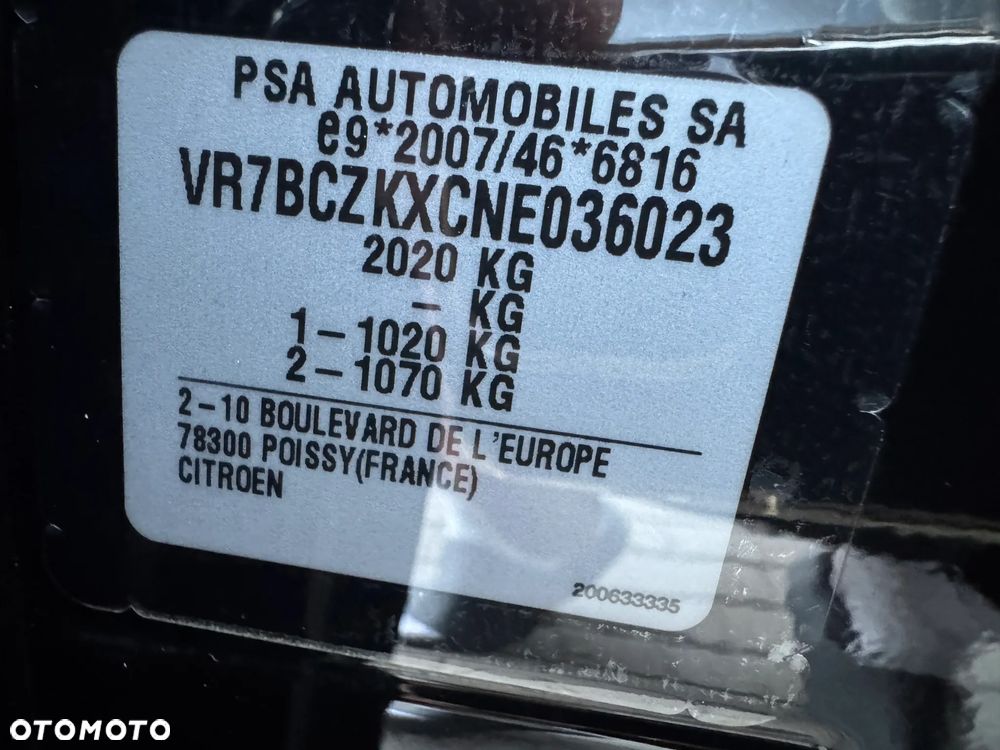 PSA AUTOMOBILES SA
e9*2007/46*6816
VR7BCZKXCNE036023
2020 KG
- KG
1-1020 KG
2-1070 KG
2-10 BOULEVARD DE L'EUROPE
78300 POISSY(FRANCE)
CITROEN
200633335
OTOMOTO